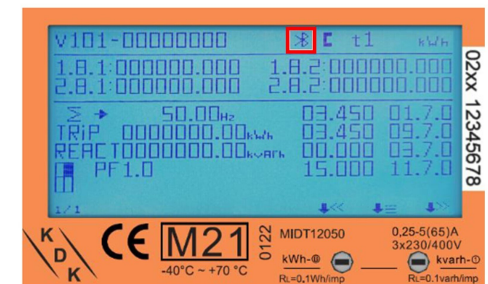 V101-00000000 t1 kWh
1.8.1:000000.000 1.8.2:000000.000
2.8.1:000000.000 2.8.2:000000.000
Σ → 50.00Hz 03.450 01.7.0
TRiP 0000000.00kWh 03.450 09.7.0
REACT0000000.00kvARh 00.000 03.7.0
PF1.0 15.000 11.7.0
1/1
02xx 12345678
K D K
CE M21 0122
-40°C ~ +70 °C
MIDT12050 0,25-5(65)A
3x230/400V
kWh- kvarh-
RL=0,1Wh/imp RL=0.1varh/imp